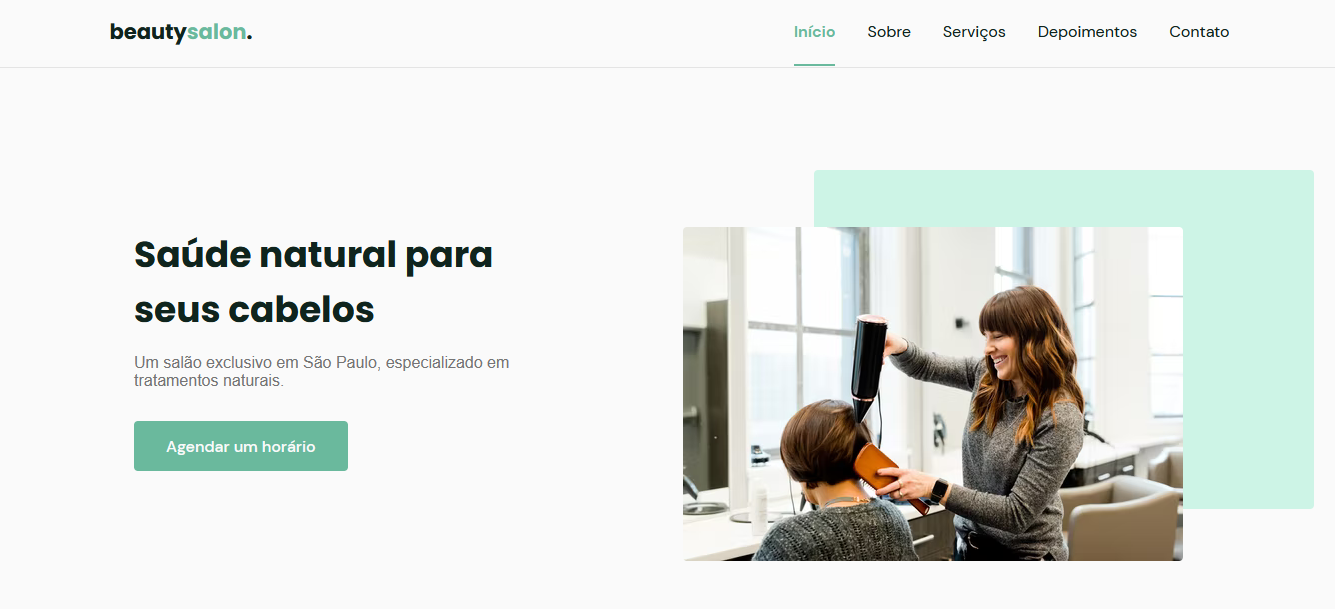 beautysalon.
Início Sobre Serviços Depoimentos Contato
Saúde natural para
seus cabelos
Um salão exclusivo em São Paulo, especializado em
tratamentos naturais.
Agendar um horário